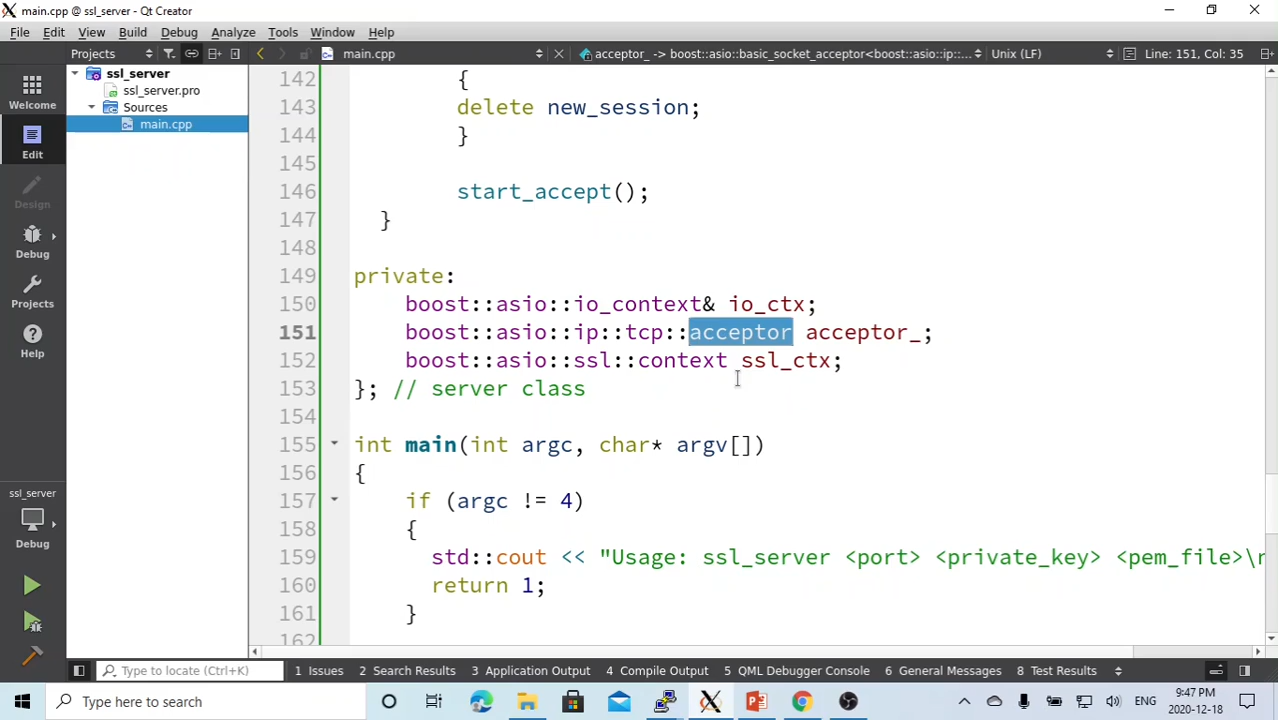 main.cpp @ ssl_server - Qt Creator
File Edit View Build Debug Analyze Tools Window Help
Projects main.cpp acceptor_ -> boost::asio::basic_socket_acceptor<boost::asio::ip::... Unix (LF) Line: 151, Col: 35
Welcome
Edit
Design
Debug
Projects
Help
ssl_server
Debug
ssl_server
ssl_server.pro
Sources
main.cpp
142 {
143 delete new_session;
144 }
145
146 start_accept();
147 }
148
149 private:
150 boost::asio::io_context& io_ctx;
151 boost::asio::ip::tcp::acceptor acceptor_;
152 boost::asio::ssl::context ssl_ctx;
153 }; // server class
154
155 int main(int argc, char* argv[])
156 {
157 if (argc != 4)
158 {
159 std::cout << "Usage: ssl_server <port> <private_key> <pem_file>\n
160 return 1;
161 }
162
Type to locate (Ctrl+K) 1 Issues 2 Search Results 3 Application Output 4 Compile Output 5 QML Debugger Console 6 General Messages 8 Test Results
Type here to search
ENG
9:47 PM
2020-12-18